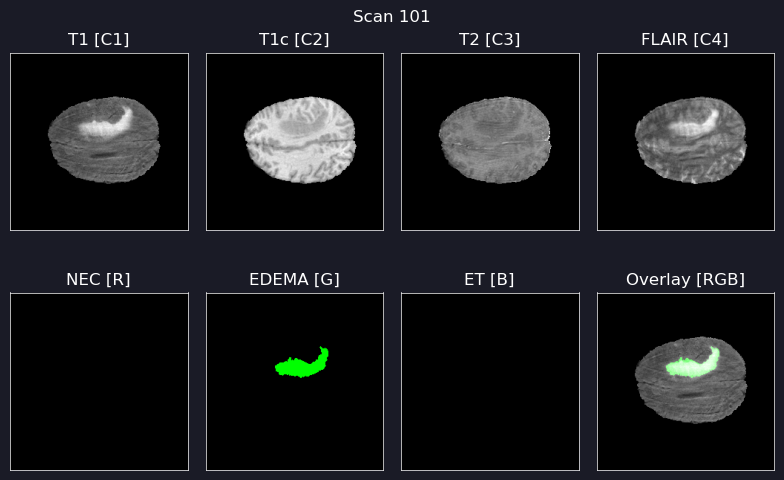 Scan 101
T1 [C1]
T1c [C2]
T2 [C3]
FLAIR [C4]
NEC [R]
EDEMA [G]
ET [B]
Overlay [RGB]